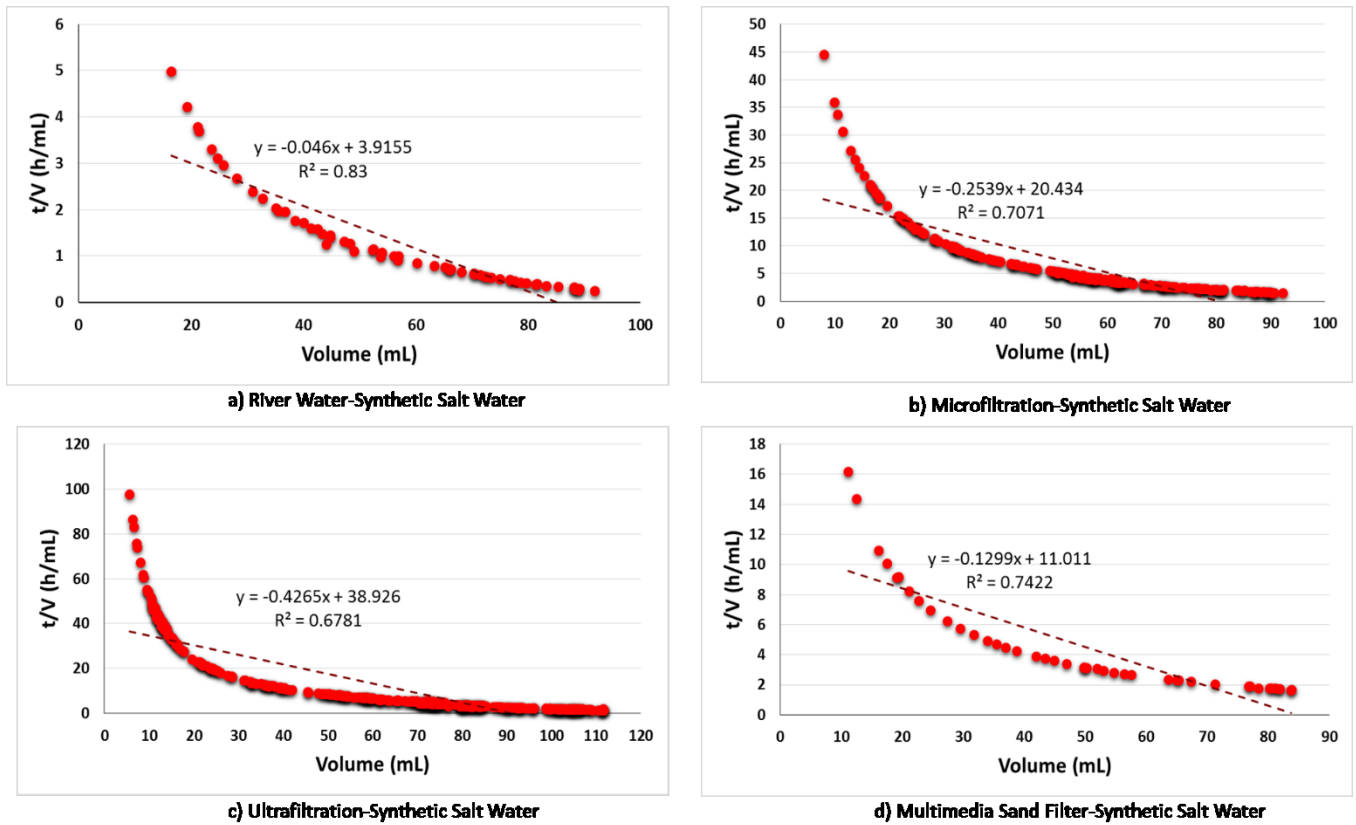 6
5
4
3
2
1
0
t/V (h/mL)
y = -0.046x + 3.9155
R² = 0.83
0 20 40 60 80 100
Volume (mL)
a) River Water-Synthetic Salt Water
50
45
40
35
30
25
20
15
10
5
0
t/V (h/mL)
y = -0.2539x + 20.434
R² = 0.7071
0 10 20 30 40 50 60 70 80 90 100
Volume (mL)
b) Microfiltration-Synthetic Salt Water
120
100
80
60
40
20
0
t/V (h/mL)
y = -0.4265x + 38.926
R² = 0.6781
0 10 20 30 40 50 60 70 80 90 100 110 120
Volume (mL)
c) Ultrafiltration-Synthetic Salt Water
18
16
14
12
10
8
6
4
2
0
t/V (h/mL)
y = -0.1299x + 11.011
R² = 0.7422
0 10 20 30 40 50 60 70 80 90
Volume (mL)
d) Multimedia Sand Filter-Synthetic Salt Water